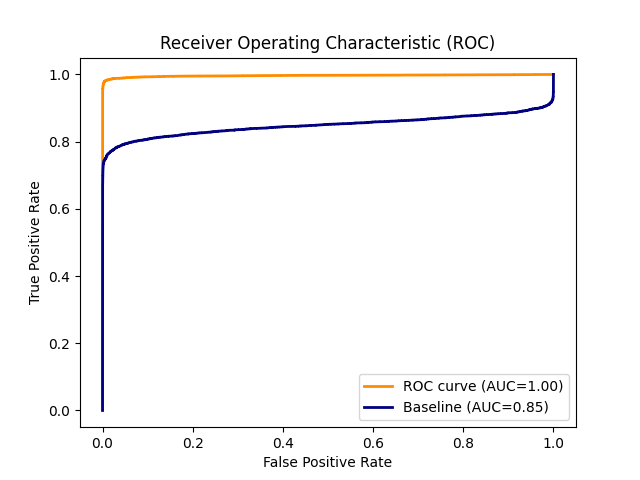 Receiver Operating Characteristic (ROC)
1.0
0.8
0.6
0.4
0.2
0.0
True Positive Rate
ROC curve (AUC=1.00)
Baseline (AUC=0.85)
0.0 0.2 0.4 0.6 0.8 1.0
False Positive Rate